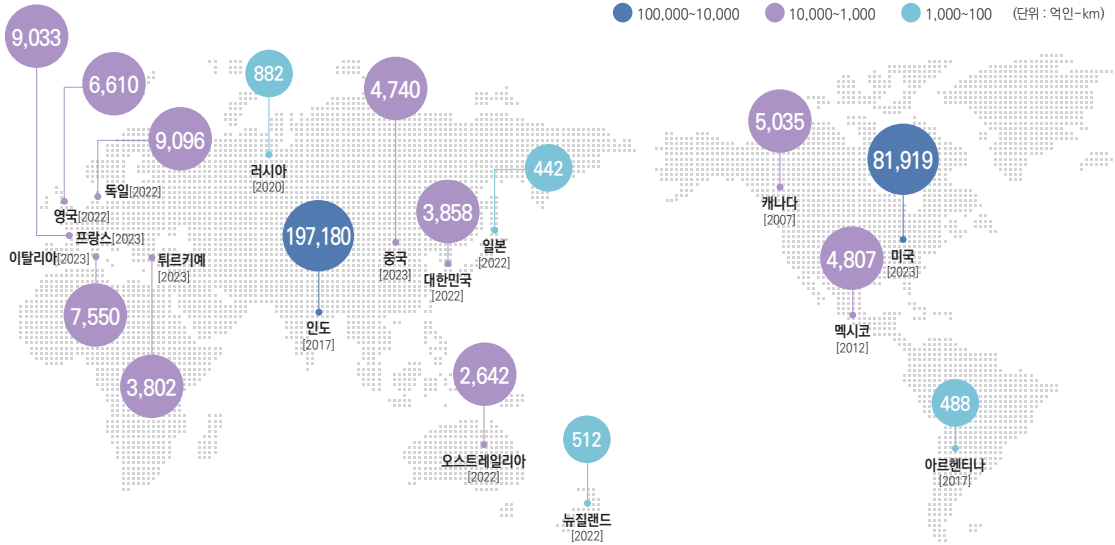 100,000~10,000 10,000~1,000 1,000~100 (단위 : 억인-km)
9,033
6,610
9,096
882
4,740
442
5,035
81,919
러시아
[2020]
독일[2022]
영국[2022]
프랑스[2023]
이탈리아[2023]
튀르키예
[2023]
197,180
3,858
중국
[2023]
대한민국
[2022]
일본
[2022]
캐나다
[2007]
4,807
미국
[2023]
7,550
인도
[2017]
멕시코
[2012]
3,802
2,642
512
488
오스트레일리아
[2022]
아르헨티나
[2017]
뉴질랜드
[2022]